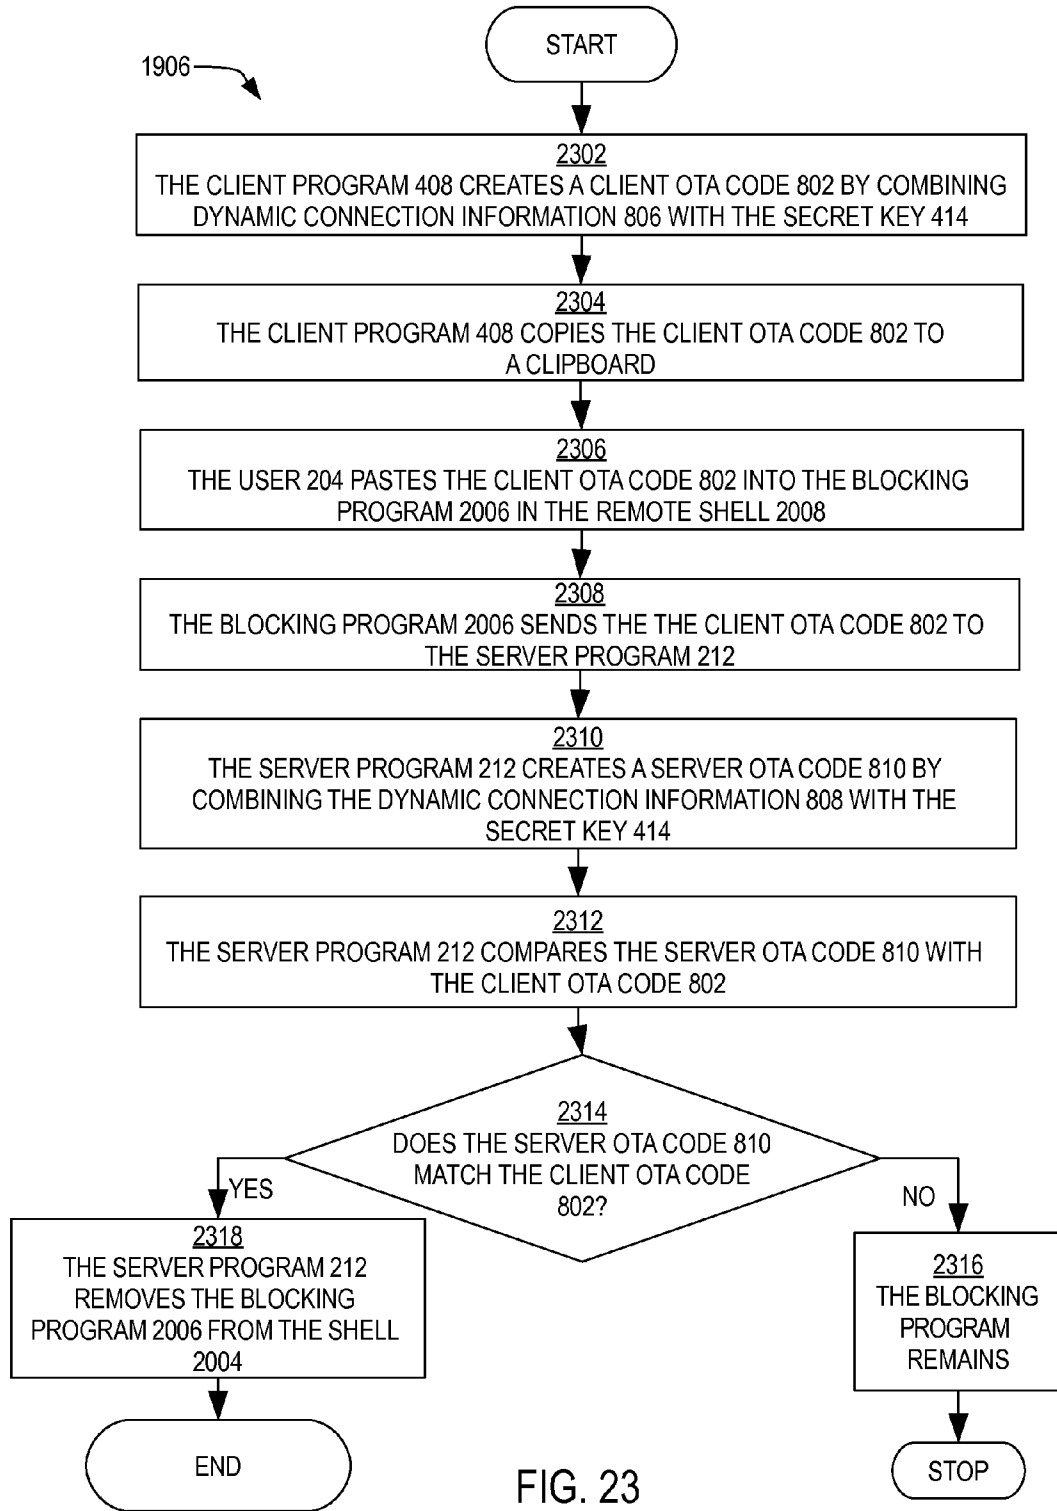 START
1906
2302
THE CLIENT PROGRAM 408 CREATES A CLIENT OTA CODE 802 BY COMBINING
DYNAMIC CONNECTION INFORMATION 806 WITH THE SECRET KEY 414
2304
THE CLIENT PROGRAM 408 COPIES THE CLIENT OTA CODE 802 TO
A CLIPBOARD
2306
THE USER 204 PASTES THE CLIENT OTA CODE 802 INTO THE BLOCKING
PROGRAM 2006 IN THE REMOTE SHELL 2008
2308
THE BLOCKING PROGRAM 2006 SENDS THE THE CLIENT OTA CODE 802 TO
THE SERVER PROGRAM 212
2310
THE SERVER PROGRAM 212 CREATES A SERVER OTA CODE 810 BY
COMBINING THE DYNAMIC CONNECTION INFORMATION 808 WITH THE
SECRET KEY 414
2312
THE SERVER PROGRAM 212 COMPARES THE SERVER OTA CODE 810 WITH
THE CLIENT OTA CODE 802
2314
DOES THE SERVER OTA CODE 810
MATCH THE CLIENT OTA CODE
802?
YES
NO
2318
THE SERVER PROGRAM 212
REMOVES THE BLOCKING
PROGRAM 2006 FROM THE SHELL
2004
2316
THE BLOCKING
PROGRAM
REMAINS
END
STOP
FIG. 23